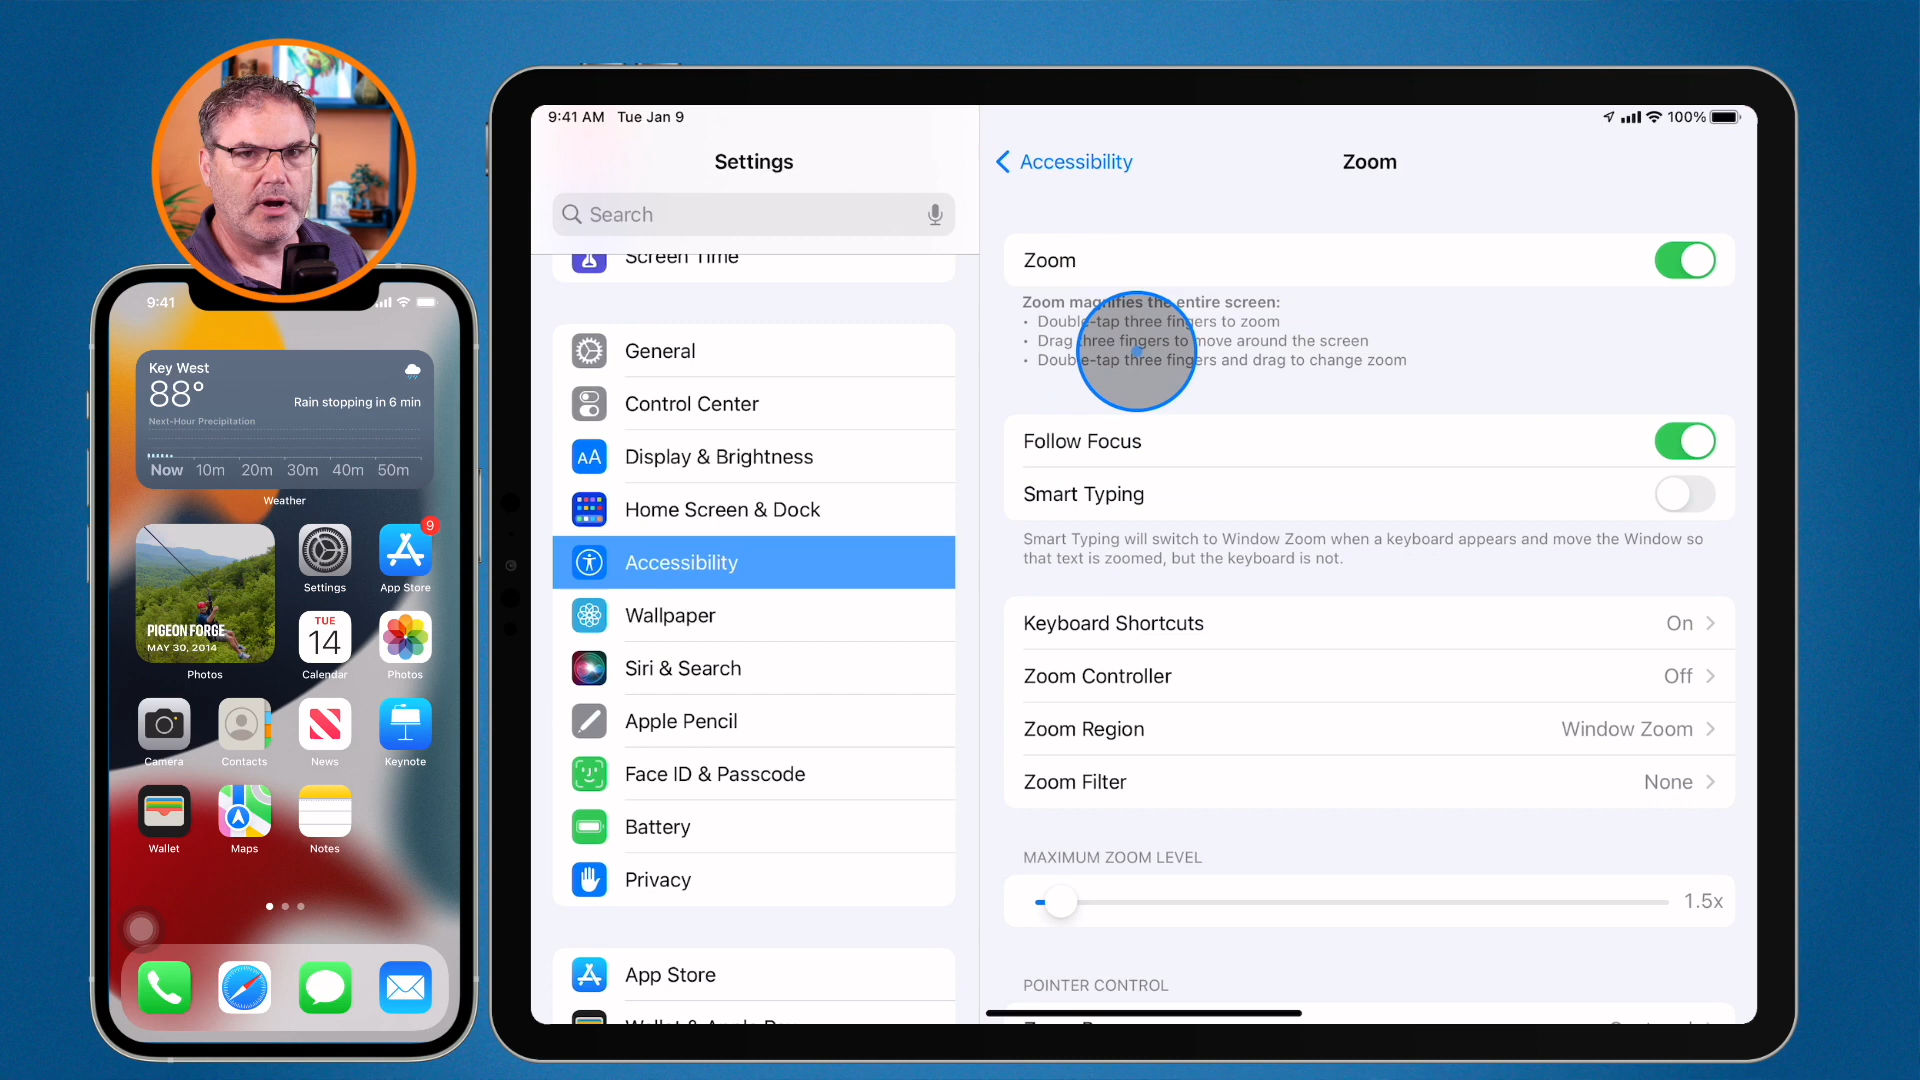 9:41
Key West
88°
Rain stopping in 6 min
Next-Hour Precipitation
Now 10m 20m 30m 40m 50m
Weather
PIGEON FORGE
MAY 30, 2014
Photos
Settings
9
App Store
TUE
14
Calendar
Photos
Camera
Contacts
News
Keynote
Wallet
Maps
Notes
9:41 AM Tue Jan 9
100%
Settings
Search
Screen Time
General
Control Center
AA
Display & Brightness
Home Screen & Dock
Accessibility
Wallpaper
Siri & Search
Apple Pencil
Face ID & Passcode
Battery
Privacy
App Store
Accessibility
Zoom
Zoom
Zoom magnifies the entire screen:
• Double-tap three fingers to zoom
• Drag three fingers to move around the screen
• Double-tap three fingers and drag to change zoom
Follow Focus
Smart Typing
Smart Typing will switch to Window Zoom when a keyboard appears and move the Window so
that text is zoomed, but the keyboard is not.
Keyboard Shortcuts On
Zoom Controller Off
Zoom Region Window Zoom
Zoom Filter None
MAXIMUM ZOOM LEVEL
1.5x
POINTER CONTROL